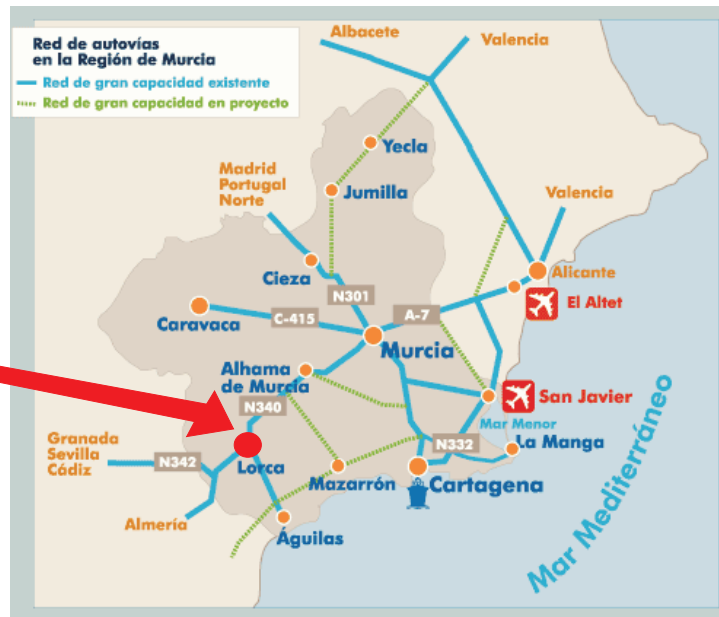 Red de autovías
en la Región de Murcia
Red de gran capacidad existente
Red de gran capacidad en proyecto
Albacete
Valencia
Yecla
Madrid
Portugal
Norte
Jumilla
Valencia
Cieza
Alicante
N301
El Altet
Caravaca
C-415
A-7
Murcia
Alhama
de Murcia
San Javier
N340
Mar Menor
Granada
Sevilla
Cádiz
N342
Lorca
N332
La Manga
Mazarrón
Cartagena
Almería
Águilas
Mar Mediterráneo